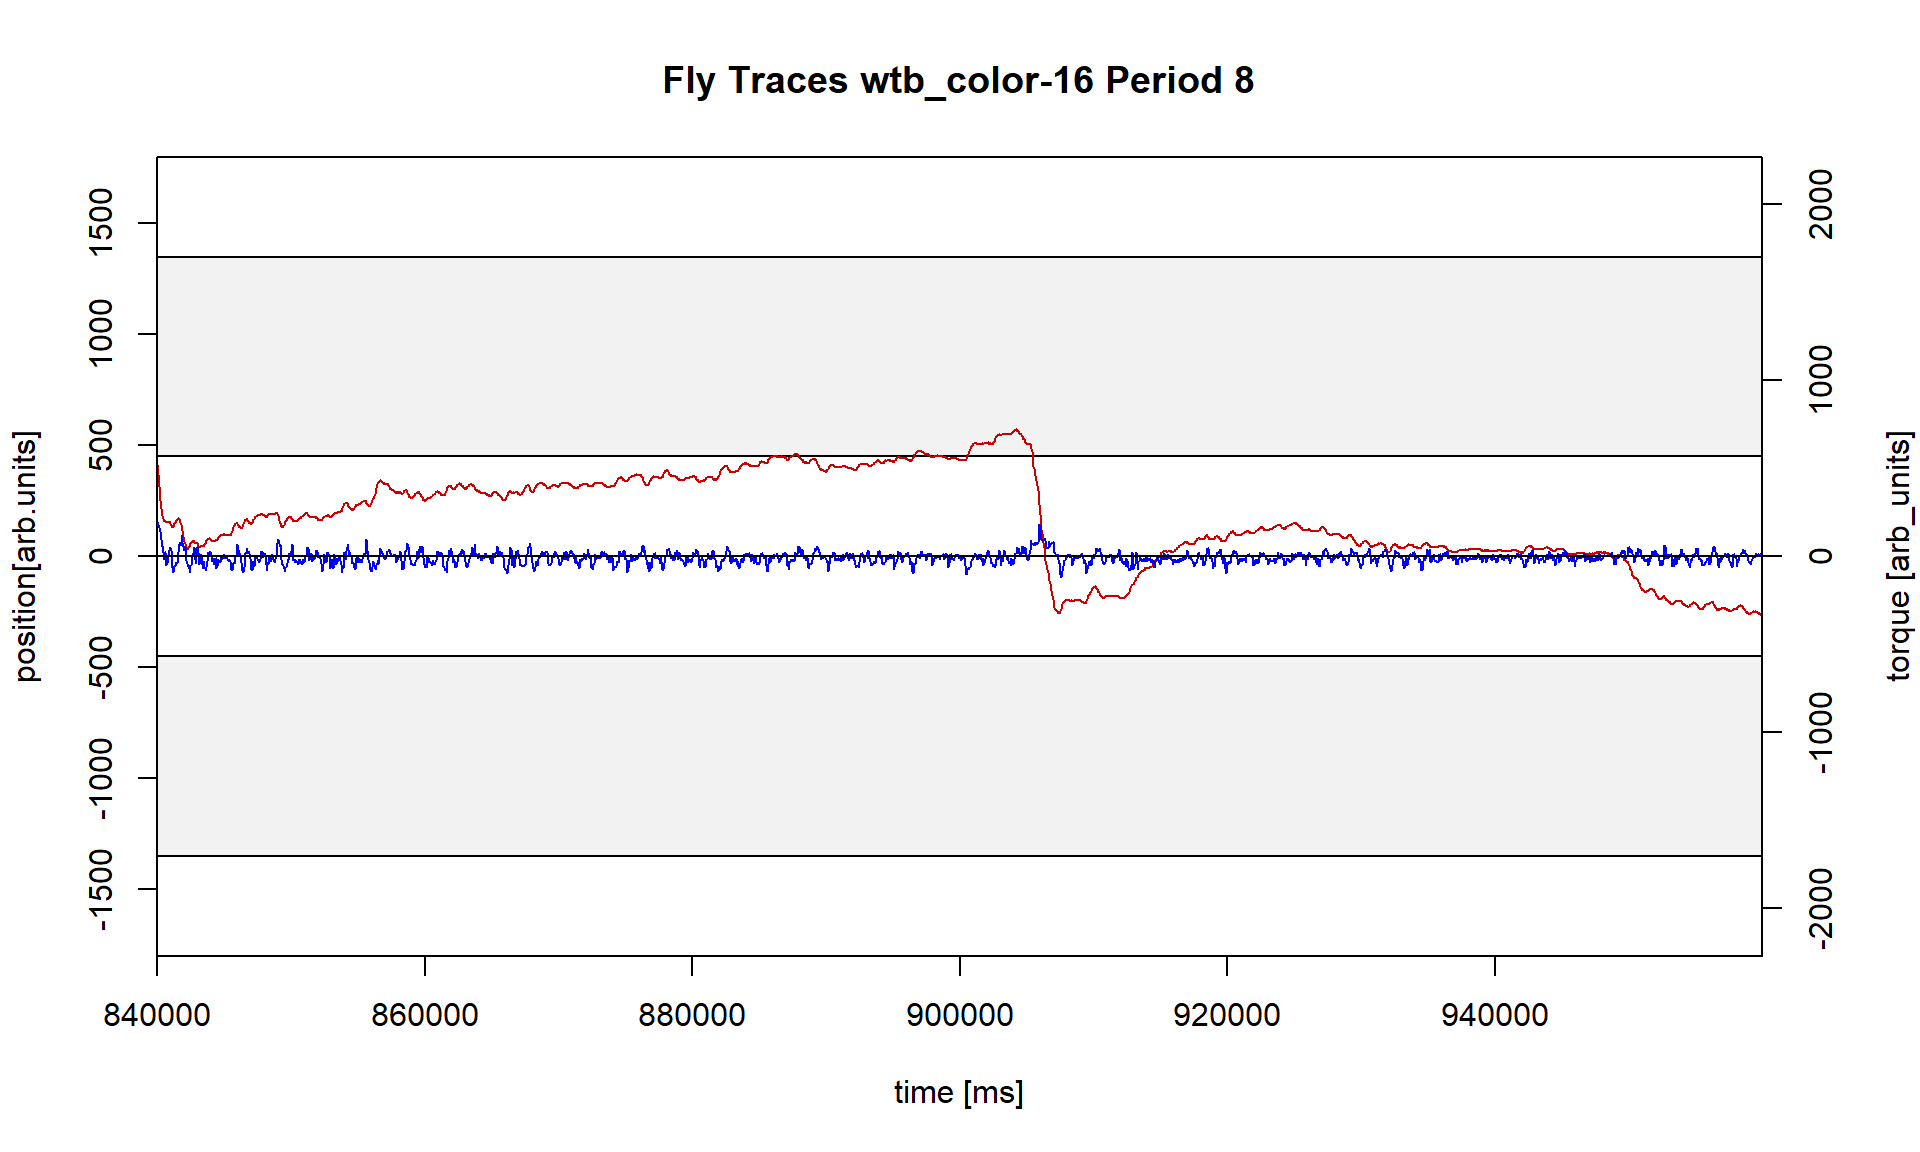 Fly Traces wtb_color-16 Period 8
position[arb.units]
1500
1000
500
0
-500
-1000
-1500
2000
1000
0
-1000
-2000
torque [arb_units]
840000 860000 880000 900000 920000 940000
time [ms]